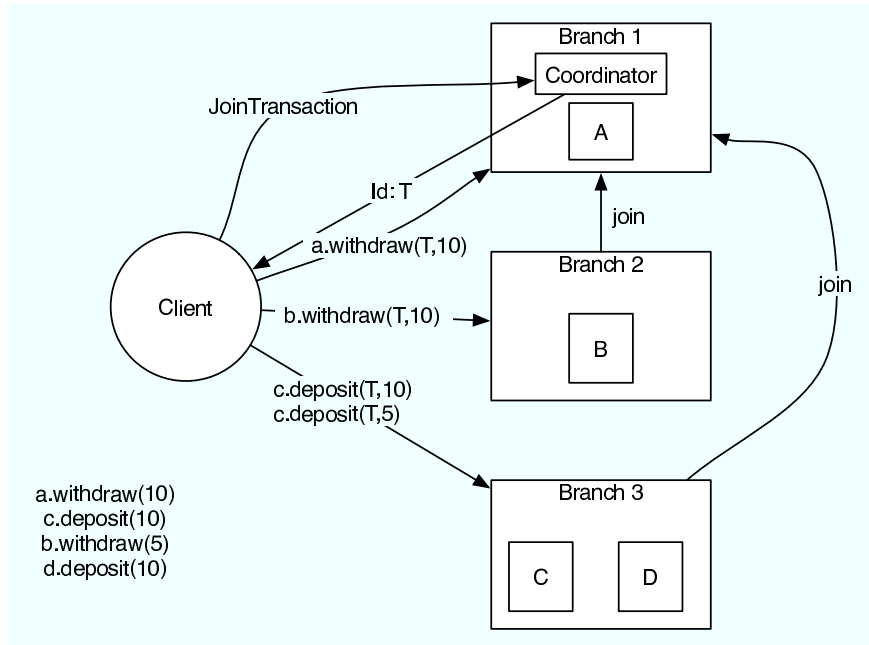 Branch 1
Coordinator
JoinTransaction
A
Id: T
join
a.withdraw(T,10)
Branch 2
join
Client
b.withdraw(T,10)
B
c.deposit(T,10)
c.deposit(T,5)
Branch 3
a.withdraw(10)
c.deposit(10)
b.withdraw(5)
d.deposit(10)
C
D